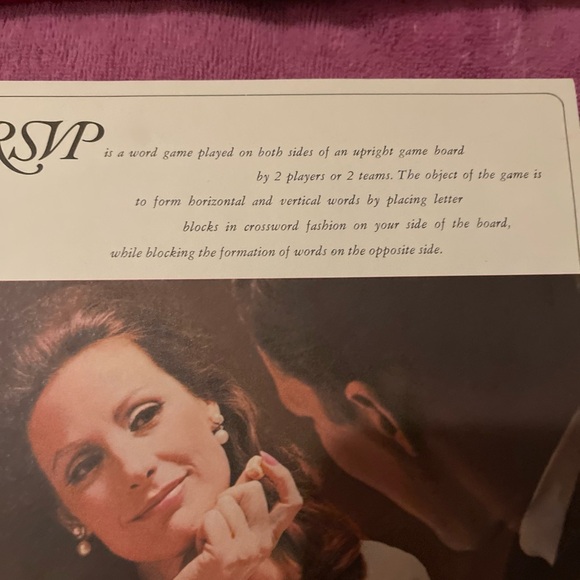 RSVP is a word game played on both sides of an upright game board
by 2 players or 2 teams. The object of the game is
to form horizontal and vertical words by placing letter
blocks in crossword fashion on your side of the board,
while blocking the formation of words on the opposite side.